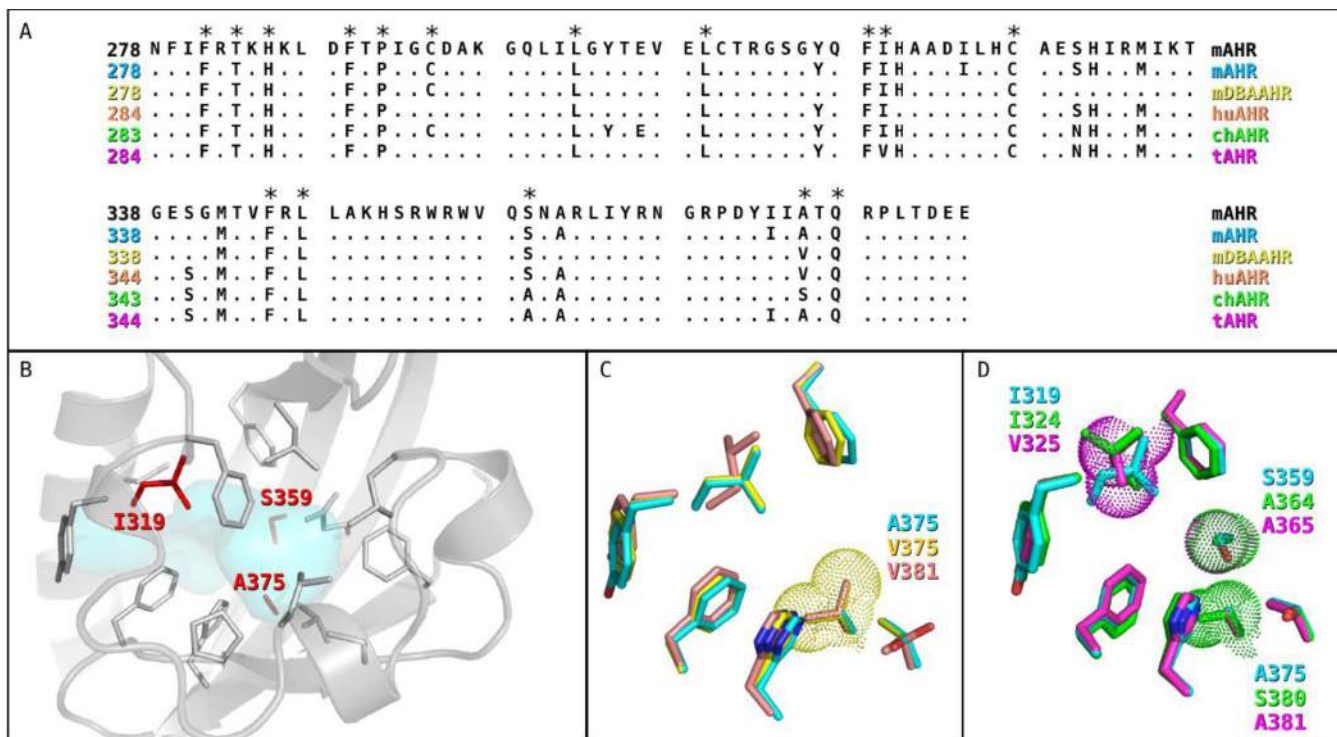 A
* * * * * * * * * * *
278 NFIFRTKHKL DFTPIGCDAK GQLILGYTEV ELCTRGSGYQ FIHAADILHC AESHIRMIKT mAHR
278 ...F.T.H.. .F.P..C... ....L..... .L......Y. FIH...I..C ..SH..M... mAHR
278 ...F.T.H.. .F.P..C... ....L..... .L........ FIH......C .......... mDBAAHR
284 ...F.T.H.. .F.P...... ....L..... .L......Y. FI.......C ..SH..M... huAHR
283 ...F.T.H.. .F.P..C... ....L.Y.E. .L......Y. FIH......C ..NH..M... chAHR
284 ...F.T.H.. .F.P...... ....L..... .L......Y. FVH......C ..NH..M... tAHR
* * * * *
338 GESGMTVFRL LAKHSRWRWV QSNARLIYRN GRPDYIIATQ RPLTDEE mAHR
338 ....M..F.L .......... .S.A...... .....I.A.Q ....... mAHR
338 ....M..F.L .......... .S........ .......V.Q ....... mDBAAHR
344 ..S.M..F.L .......... .S.A...... .......V.Q ....... huAHR
343 ..S.M..F.L .......... .A.A...... .......S.Q ....... chAHR
344 ..S.M..F.L .......... .A.A...... .....I.A.Q ....... tAHR
B
I319
S359
A375
C
A375
V375
V381
D
I319
I324
V325
S359
A364
A365
A375
S380
A381